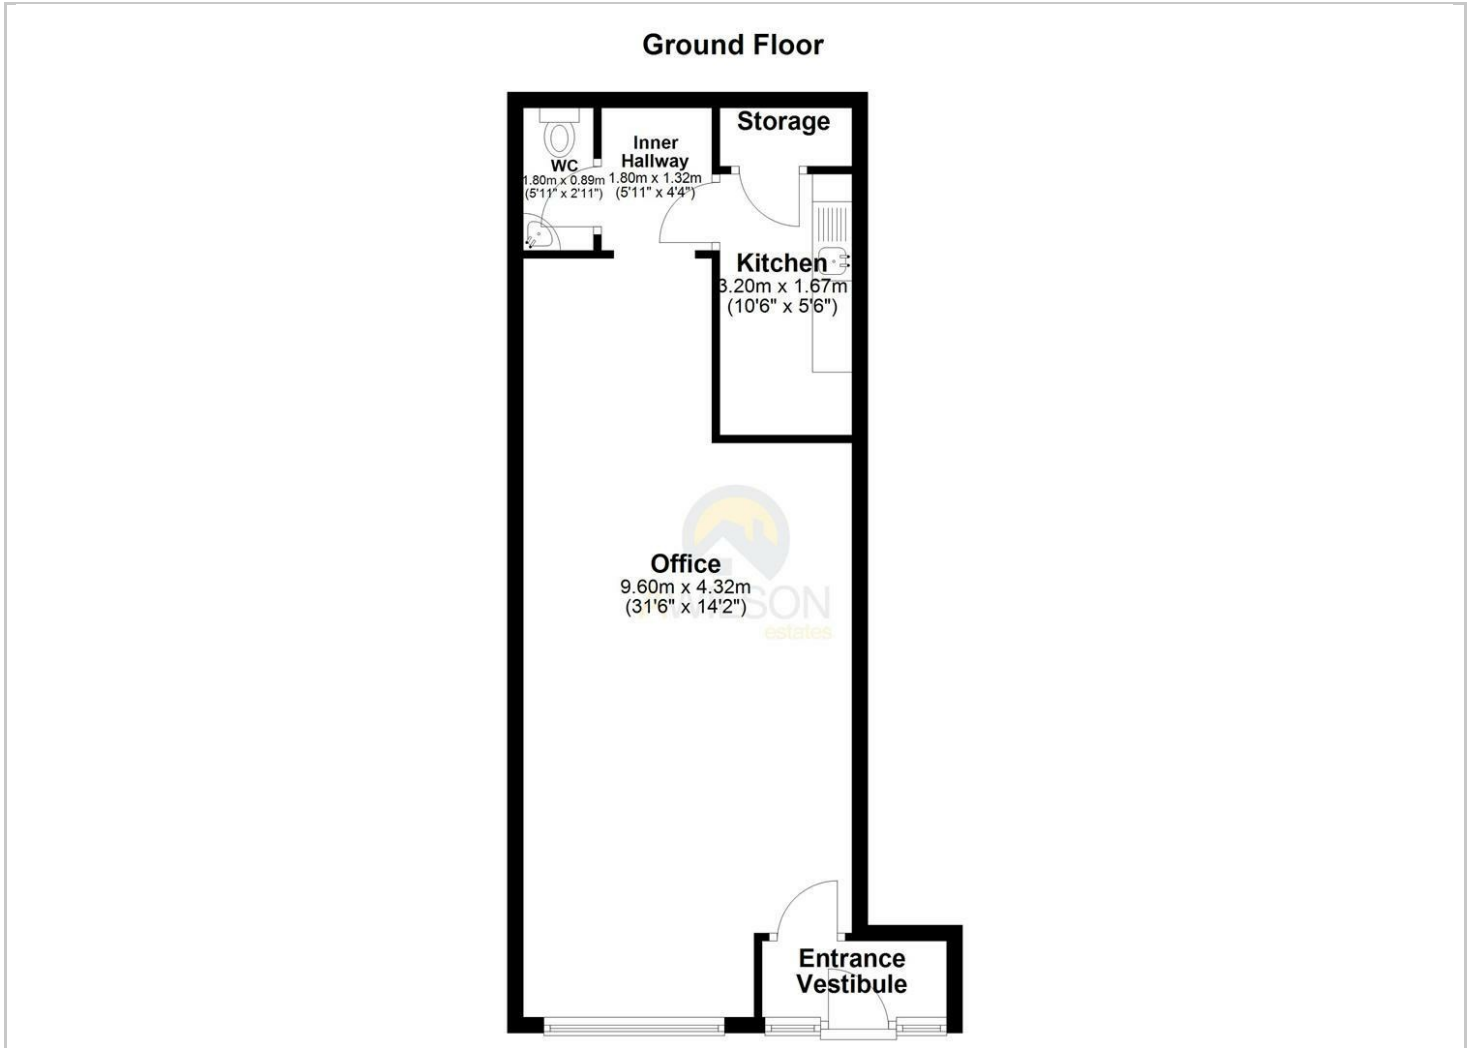 Ground Floor
Storage
Inner
Hallway
1.80m x 1.32m
(5'11" x 4'4")
WC
1.80m x 0.89m
(5'11" x 2'11")
Kitchen
3.20m x 1.67m
(10'6" x 5'6")
Office
9.60m x 4.32m
(31'6" x 14'2")
estates
Entrance
Vestibule